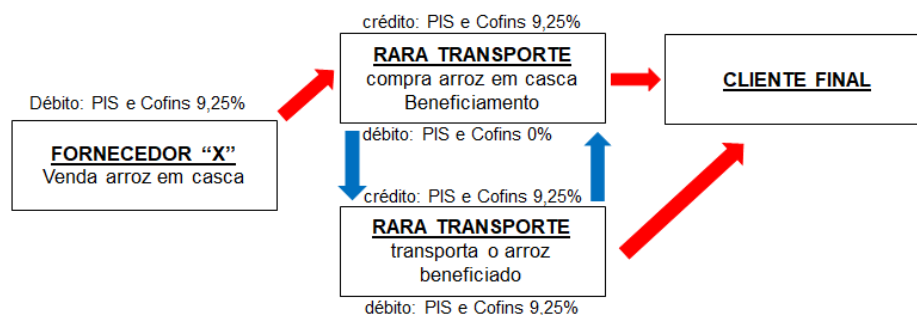 crédito: PIS e Cofins 9,25%
RARA TRANSPORTE
compra arroz em casca
Beneficiamento
débito: PIS e Cofins 0%
CLIENTE FINAL
Débito: PIS e Cofins 9,25%
FORNECEDOR “X”
Venda arroz em casca
crédito: PIS e Cofins 9,25%
RARA TRANSPORTE
transporta o arroz
beneficiado
débito: PIS e Cofins 9,25%